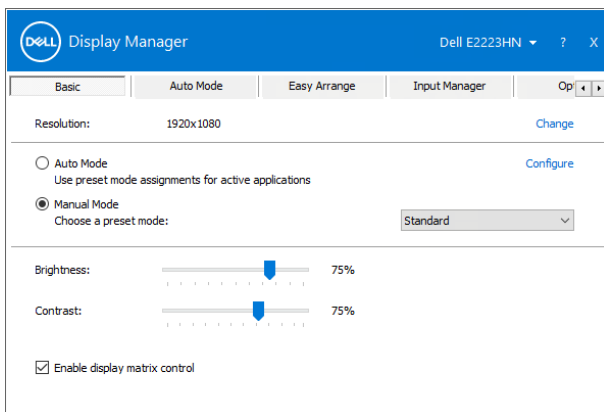 DELL Display Manager Dell E2223HN ? X
Basic Auto Mode Easy Arrange Input Manager
Resolution: 1920x1080 Change
Auto Mode Configure
Use preset mode assignments for active applications
Manual Mode
Choose a preset mode: Standard
Brightness: 75%
Contrast: 75%
Enable display matrix control